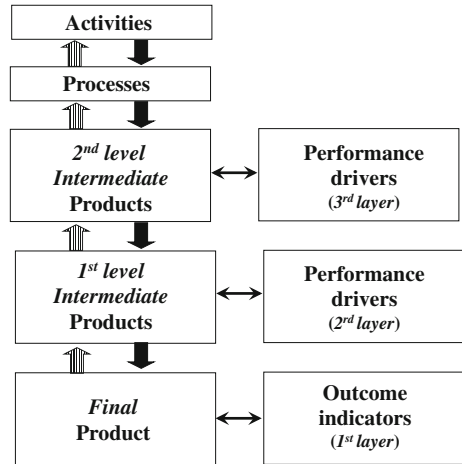 Activities
Processes
2nd level
Intermediate
Products
Performance
drivers
(3rd layer)
1st level
Intermediate
Products
Performance
drivers
(2rd layer)
Final
Product
Outcome
indicators
(1st layer)